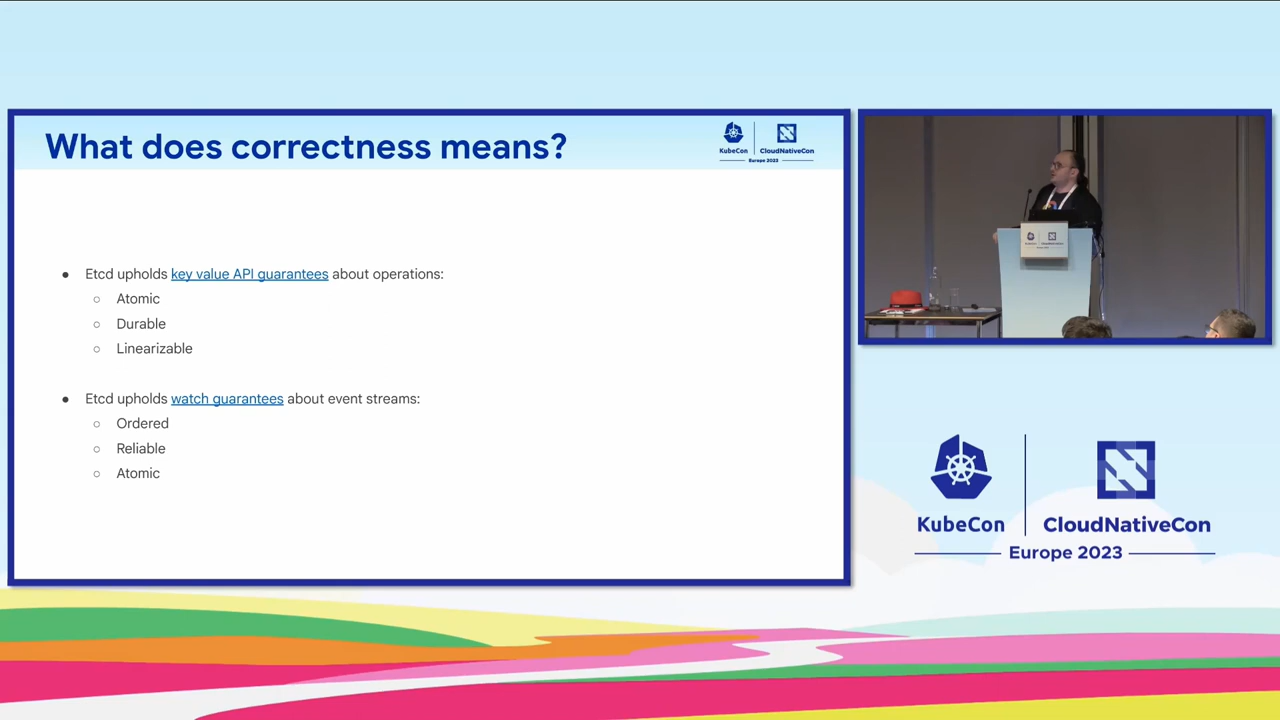 What does correctness means?
KubeCon
CloudNativeCon
Europe 2023
● Etcd upholds key value API guarantees about operations:
○ Atomic
○ Durable
○ Linearizable
● Etcd upholds watch guarantees about event streams:
○ Ordered
○ Reliable
○ Atomic
KubeCon
CloudNativeCon
Europe 2023